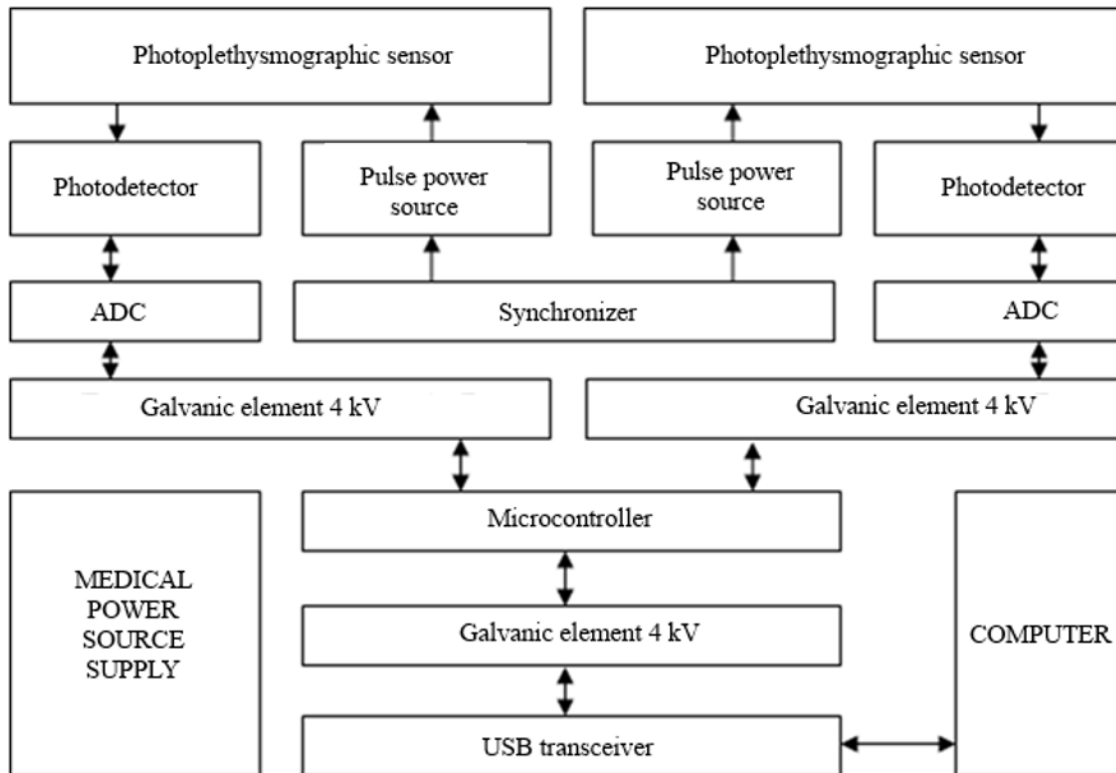 Photoplethysmographic sensor
Photoplethysmographic sensor
Photodetector
Pulse power
source
Pulse power
source
Photodetector
ADC
Synchronizer
ADC
Galvanic element 4 kV
Galvanic element 4 kV
MEDICAL
POWER
SOURCE
SUPPLY
Microcontroller
Galvanic element 4 kV
USB transceiver
COMPUTER